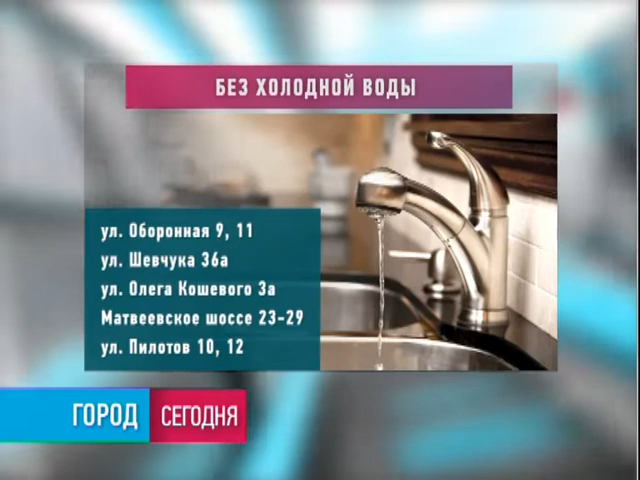 БЕЗ ХОЛОДНОЙ ВОДЫ
ул. Оборонная 9, 11
ул. Шевчука 36а
ул. Олега Кошевого 3а
Матвеевское шоссе 23-29
ул. Пилотов 10, 12
ГОРОД СЕГОДНЯ